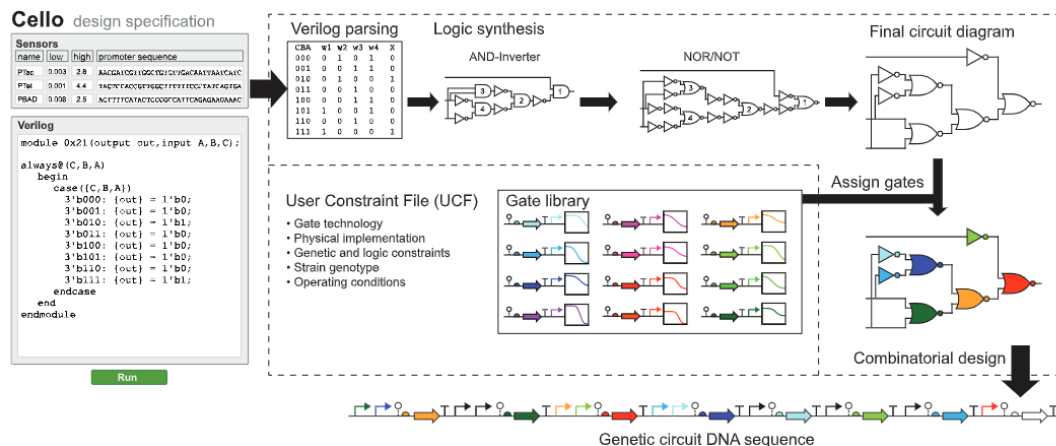 Cello design specification
Sensors
name low high promoter sequence
PTac 0.003 2.8
PTet 0.001 4.4
PBAD 0.008 2.5
Verilog
module 0x21(output out,input A,B,C);
always@(C,B,A)
begin
case({C,B,A})
3'b000: {out} = 1'b0;
3'b001: {out} = 1'b0;
3'b010: {out} = 1'b1;
3'b011: {out} = 1'b0;
3'b100: {out} = 1'b0;
3'b101: {out} = 1'b0;
3'b110: {out} = 1'b0;
3'b111: {out} = 1'b1;
endcase
end
endmodule
Run
Verilog parsing
CBA w1 w2 w3 w4 X
000 0 1 0 1 0
001 0 0 1 1 0
010 1 0 0 1
011 0 0 0
100 0 0 1 1 0
101 1 0 1 0
110 0 0 0
111 1 0 0 0 1
Logic synthesis
AND-Inverter
3
4
2
1
NOR/NOT
3
4
2
1
Final circuit diagram
User Constraint File (UCF)
• Gate technology
• Physical implementation
• Genetic and logic constraints
• Strain genotype
• Operating conditions
Gate library
Assign gates
Combinatorial design
Genetic circuit DNA sequence